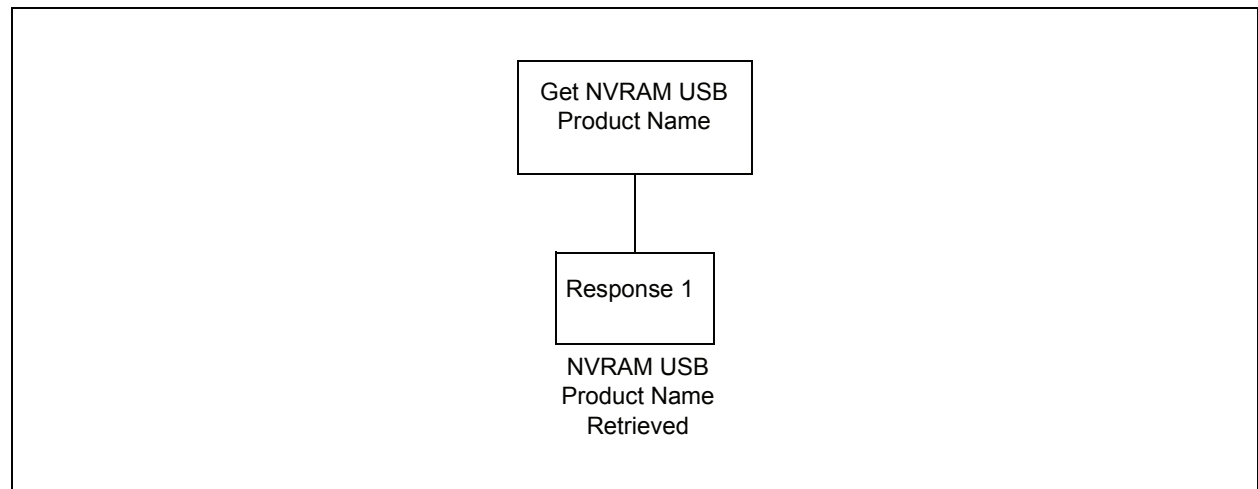 Get NVRAM USB
Product Name
Response 1
NVRAM USB
Product Name
Retrieved